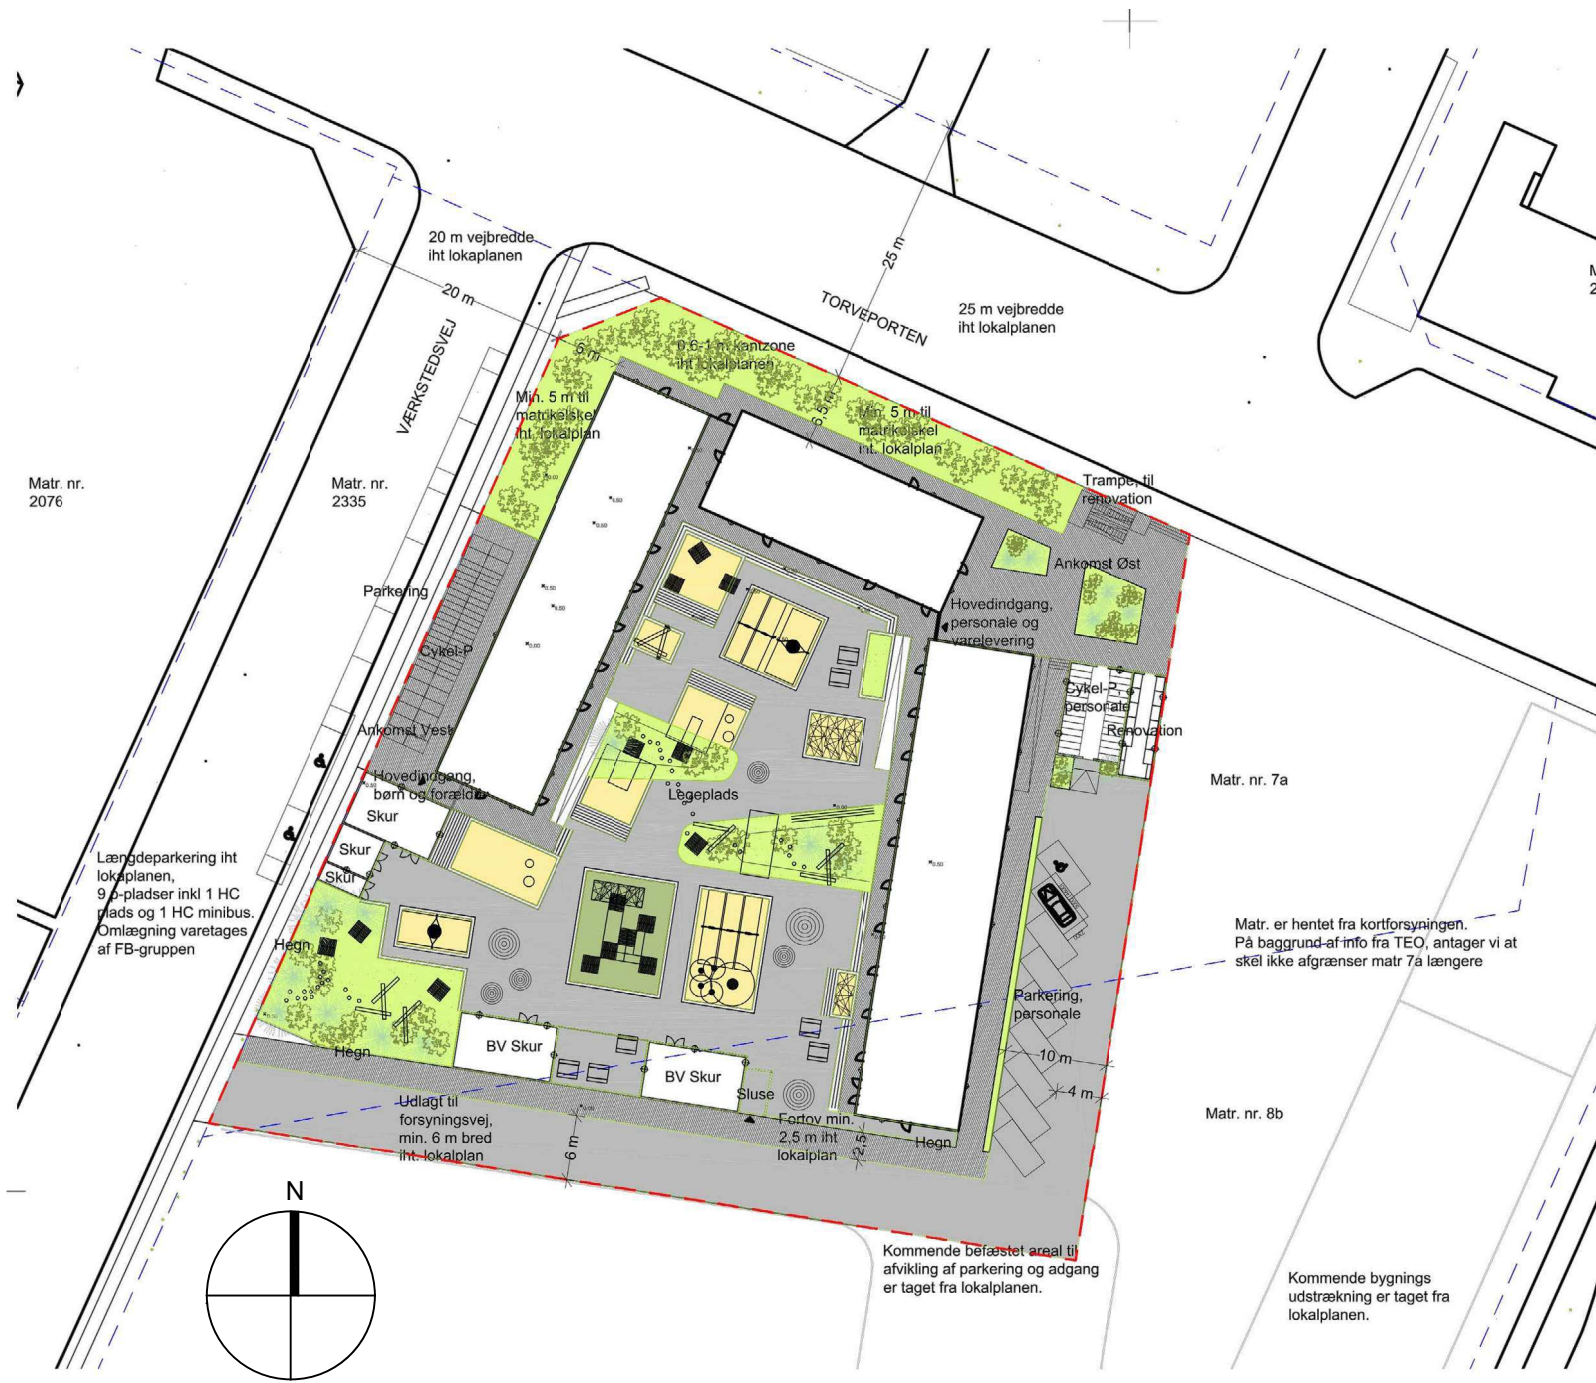 20 m vejbredde
iht lokaplanen
20 m
VÆRKSTEDSVEJ
25 m
TORVEPORTEN
25 m vejbredde
iht lokalplanen
6 m
0,6-1 m kantzone
iht lokalplanen
Min. 5 m til
matrikelskel
iht. lokalplan
6,5 m
Min. 5 m til
matrikelskel
iht. lokalplan
Matr. nr.
2076
Matr. nr.
2335
Trampe, til
renovation
Ankomst Øst
Parkering
Hovedindgang,
personale og
varelevering
Cykel-P
Cykel-P,
personale
Renovation
Ankomst Vest
Hovedindgang,
børn og forældre
Legeplads
Matr. nr. 7a
Skur
Skur
Skur
Længdeparkering iht
lokaplanen,
9 p-pladser inkl 1 HC
plads og 1 HC minibus.
Omlægning varetages
af FB-gruppen
Hegn
Matr. er hentet fra kortforsyningen.
På baggrund af info fra TEO, antager vi at
skel ikke afgrænser matr 7a længere
Parkering,
personale
Hegn
BV Skur
BV Skur
Sluse
10 m
4 m
Matr. nr. 8b
Udlagt til
forsyningsvej,
min. 6 m bred
iht. lokalplan
6 m
Fortov min.
2,5 m iht
lokalplan
2,5
Hegn
N
Kommende befæstet areal til
afvikling af parkering og adgang
er taget fra lokalplanen.
Kommende bygnings
udstrækning er taget fra
lokalplanen.